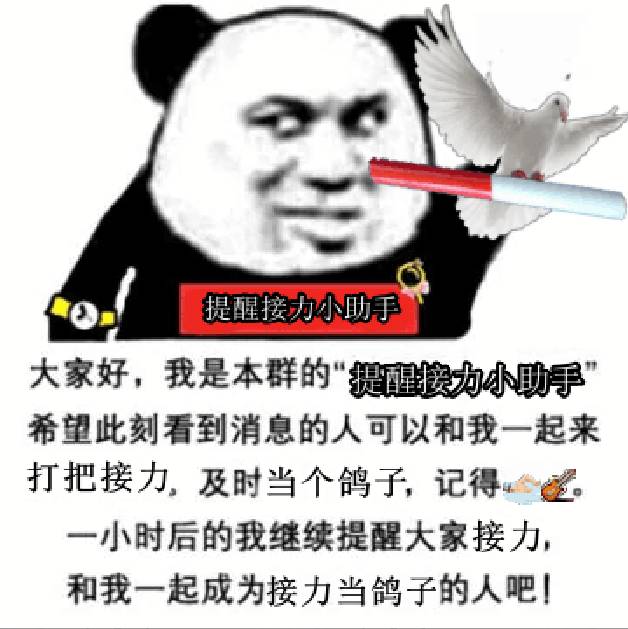 提醒接力小助手
大家好，我是本群的“提醒接力小助手”
希望此刻看到消息的人可以和我一起来
打把接力，及时当个鸽子，记得。
一小时后的我继续提醒大家接力，
和我一起成为接力当鸽子的人吧！